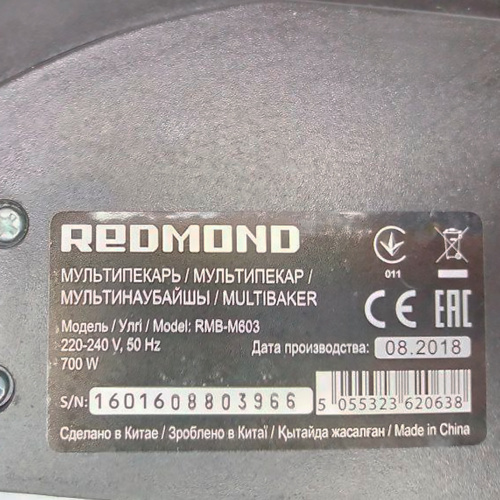 REDMOND
011
МУЛЬТИПЕКАРЬ / МУЛЬТИПЕКАР /
МУЛЬТИНАУБАЙШЫ / MULTIBAKER
CE EAC
Модель / Улгі / Model: RMB-M603
220-240 V, 50 Hz
Дата производства: 08.2018
700 W
S/N: 1601608803966
5 055323 620638
Сделано в Китае / Зроблено в Китаї / Қытайда жасалған / Made in China